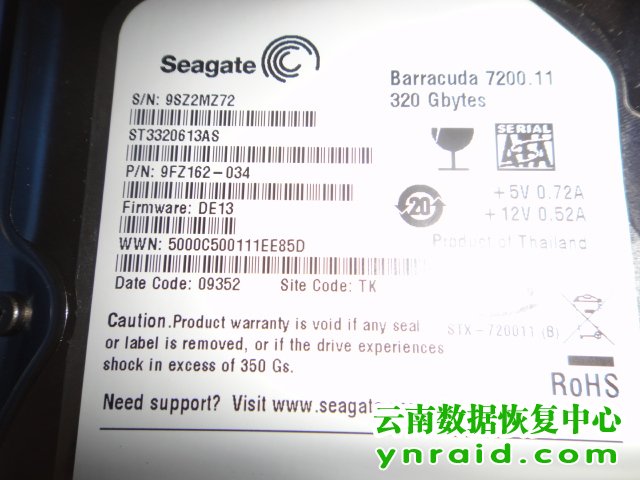 Seagate
Barracuda 7200.11
320 Gbytes
S/N: 9SZ2MZ72
ST3320613AS
P/N: 9FZ162-034
Firmware: DE13
WWN: 5000C500111EE85D
Date Code: 09352 Site Code: TK
SERIAL
ATA
20
+5V 0.72A
+12V 0.52A
Product of Thailand
Caution.Product warranty is void if any seal
or label is removed, or if the drive experiences
shock in excess of 350 Gs.
STX-720011 (B)
RoHS
Need support? Visit www.seagate
云南数据恢复中心
ynraid.com